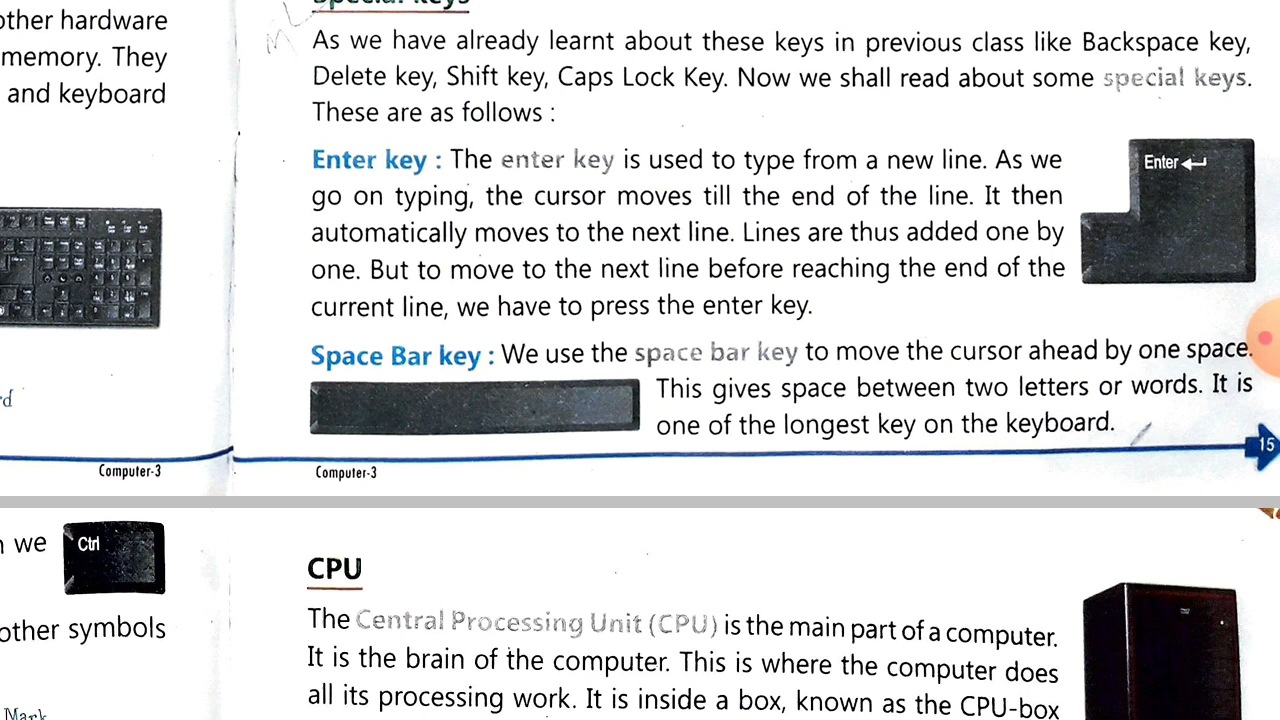 other hardware
memory. They
and keyboard
Computer-3
Special keys
As we have already learnt about these keys in previous class like Backspace key,
Delete key, Shift key, Caps Lock Key. Now we shall read about some special keys.
These are as follows :
Enter key : The enter key is used to type from a new line. As we
go on typing, the cursor moves till the end of the line. It then
automatically moves to the next line. Lines are thus added one by
one. But to move to the next line before reaching the end of the
current line, we have to press the enter key.
Enter
Space Bar key : We use the space bar key to move the cursor ahead by one space.
This gives space between two letters or words. It is
one of the longest key on the keyboard.
Computer-3
15
we
Ctrl
other symbols
Mark
CPU
The Central Processing Unit (CPU) is the main part of a computer.
It is the brain of the computer. This is where the computer does
all its processing work. It is inside a box, known as the CPU-box